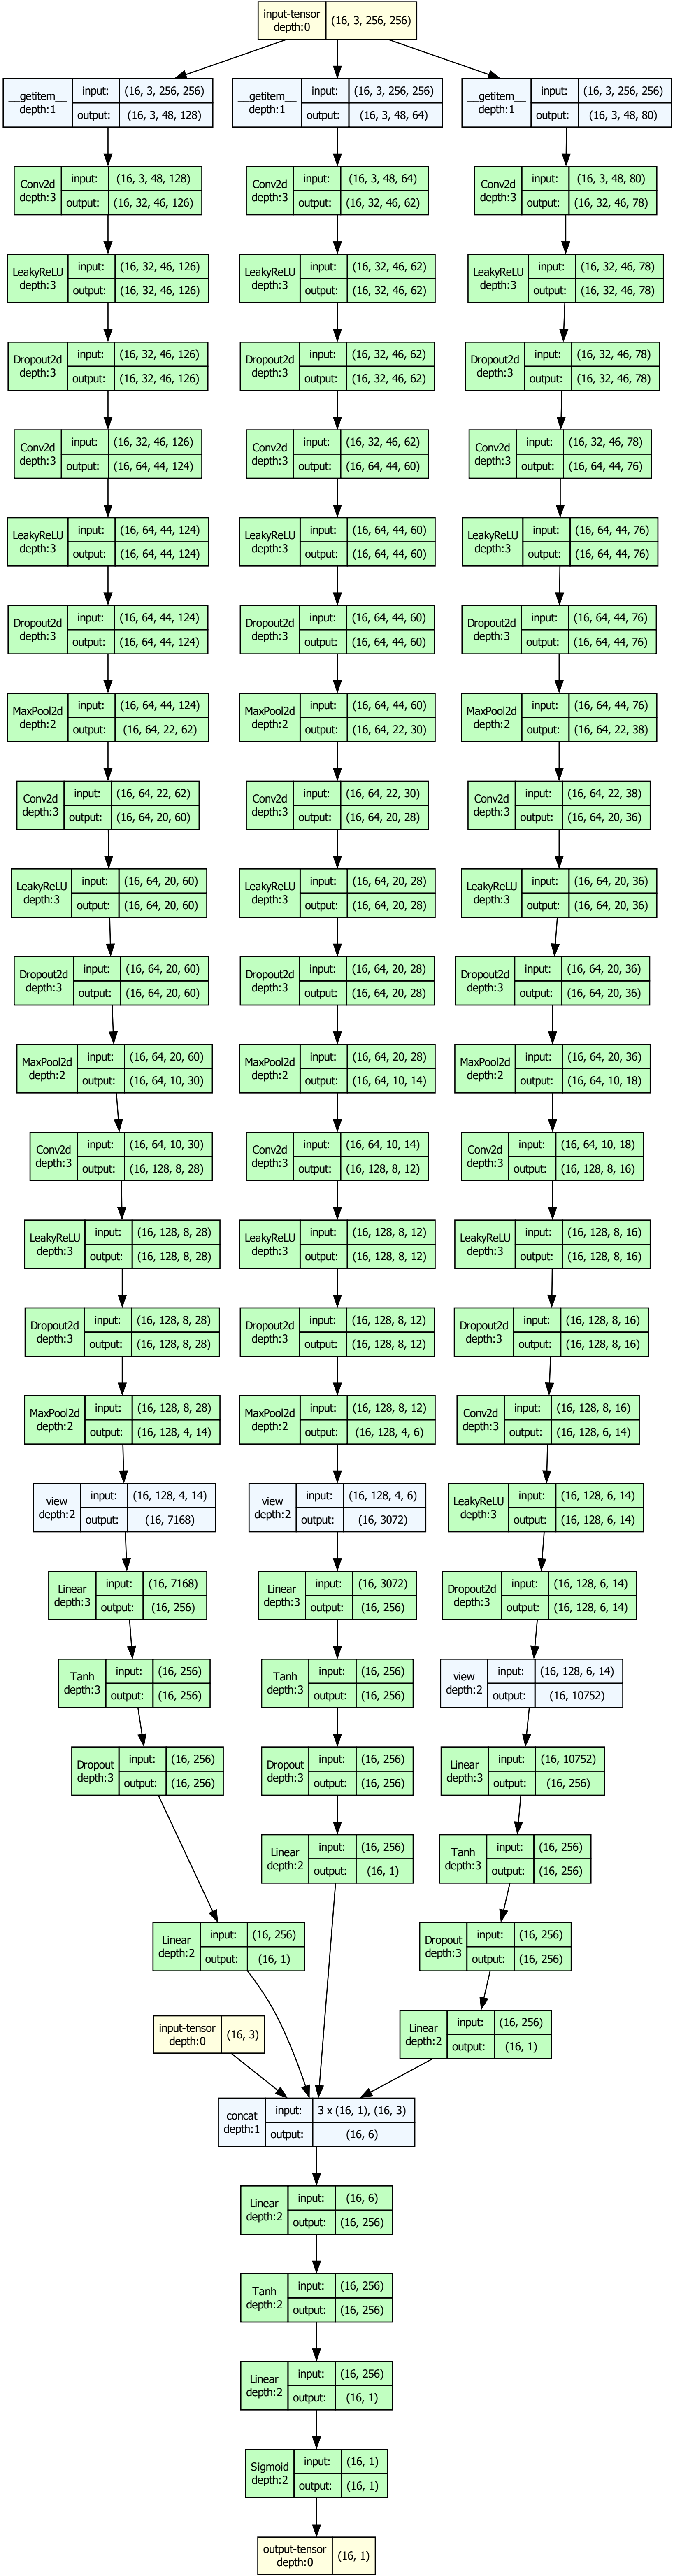 input-tensor
depth:0
(16, 3, 256, 256)
__getitem__
depth:1
input: (16, 3, 256, 256)
output: (16, 3, 48, 128)
Conv2d
depth:3
input: (16, 3, 48, 128)
output: (16, 32, 46, 126)
LeakyReLU
depth:3
input: (16, 32, 46, 126)
output: (16, 32, 46, 126)
Dropout2d
depth:3
input: (16, 32, 46, 126)
output: (16, 32, 46, 126)
Conv2d
depth:3
input: (16, 32, 46, 126)
output: (16, 64, 44, 124)
LeakyReLU
depth:3
input: (16, 64, 44, 124)
output: (16, 64, 44, 124)
Dropout2d
depth:3
input: (16, 64, 44, 124)
output: (16, 64, 44, 124)
MaxPool2d
depth:2
input: (16, 64, 44, 124)
output: (16, 64, 22, 62)
Conv2d
depth:3
input: (16, 64, 22, 62)
output: (16, 64, 20, 60)
LeakyReLU
depth:3
input: (16, 64, 20, 60)
output: (16, 64, 20, 60)
Dropout2d
depth:3
input: (16, 64, 20, 60)
output: (16, 64, 20, 60)
MaxPool2d
depth:2
input: (16, 64, 20, 60)
output: (16, 64, 10, 30)
Conv2d
depth:3
input: (16, 64, 10, 30)
output: (16, 128, 8, 28)
LeakyReLU
depth:3
input: (16, 128, 8, 28)
output: (16, 128, 8, 28)
Dropout2d
depth:3
input: (16, 128, 8, 28)
output: (16, 128, 8, 28)
MaxPool2d
depth:2
input: (16, 128, 8, 28)
output: (16, 128, 4, 14)
view
depth:2
input: (16, 128, 4, 14)
output: (16, 7168)
Linear
depth:3
input: (16, 7168)
output: (16, 256)
Tanh
depth:3
input: (16, 256)
output: (16, 256)
Dropout
depth:3
input: (16, 256)
output: (16, 256)
Linear
depth:2
input: (16, 256)
output: (16, 1)
__getitem__
depth:1
input: (16, 3, 256, 256)
output: (16, 3, 48, 64)
Conv2d
depth:3
input: (16, 3, 48, 64)
output: (16, 32, 46, 62)
LeakyReLU
depth:3
input: (16, 32, 46, 62)
output: (16, 32, 46, 62)
Dropout2d
depth:3
input: (16, 32, 46, 62)
output: (16, 32, 46, 62)
Conv2d
depth:3
input: (16, 32, 46, 62)
output: (16, 64, 44, 60)
LeakyReLU
depth:3
input: (16, 64, 44, 60)
output: (16, 64, 44, 60)
Dropout2d
depth:3
input: (16, 64, 44, 60)
output: (16, 64, 44, 60)
MaxPool2d
depth:2
input: (16, 64, 44, 60)
output: (16, 64, 22, 30)
Conv2d
depth:3
input: (16, 64, 22, 30)
output: (16, 64, 20, 28)
LeakyReLU
depth:3
input: (16, 64, 20, 28)
output: (16, 64, 20, 28)
Dropout2d
depth:3
input: (16, 64, 20, 28)
output: (16, 64, 20, 28)
MaxPool2d
depth:2
input: (16, 64, 20, 28)
output: (16, 64, 10, 14)
Conv2d
depth:3
input: (16, 64, 10, 14)
output: (16, 128, 8, 12)
LeakyReLU
depth:3
input: (16, 128, 8, 12)
output: (16, 128, 8, 12)
Dropout2d
depth:3
input: (16, 128, 8, 12)
output: (16, 128, 8, 12)
MaxPool2d
depth:2
input: (16, 128, 8, 12)
output: (16, 128, 4, 6)
view
depth:2
input: (16, 128, 4, 6)
output: (16, 3072)
Linear
depth:3
input: (16, 3072)
output: (16, 256)
Tanh
depth:3
input: (16, 256)
output: (16, 256)
Dropout
depth:3
input: (16, 256)
output: (16, 256)
Linear
depth:2
input: (16, 256)
output: (16, 1)
__getitem__
depth:1
input: (16, 3, 256, 256)
output: (16, 3, 48, 80)
Conv2d
depth:3
input: (16, 3, 48, 80)
output: (16, 32, 46, 78)
LeakyReLU
depth:3
input: (16, 32, 46, 78)
output: (16, 32, 46, 78)
Dropout2d
depth:3
input: (16, 32, 46, 78)
output: (16, 32, 46, 78)
Conv2d
depth:3
input: (16, 32, 46, 78)
output: (16, 64, 44, 76)
LeakyReLU
depth:3
input: (16, 64, 44, 76)
output: (16, 64, 44, 76)
Dropout2d
depth:3
input: (16, 64, 44, 76)
output: (16, 64, 44, 76)
MaxPool2d
depth:2
input: (16, 64, 44, 76)
output: (16, 64, 22, 38)
Conv2d
depth:3
input: (16, 64, 22, 38)
output: (16, 64, 20, 36)
LeakyReLU
depth:3
input: (16, 64, 20, 36)
output: (16, 64, 20, 36)
Dropout2d
depth:3
input: (16, 64, 20, 36)
output: (16, 64, 20, 36)
MaxPool2d
depth:2
input: (16, 64, 20, 36)
output: (16, 64, 10, 18)
Conv2d
depth:3
input: (16, 64, 10, 18)
output: (16, 128, 8, 16)
LeakyReLU
depth:3
input: (16, 128, 8, 16)
output: (16, 128, 8, 16)
Dropout2d
depth:3
input: (16, 128, 8, 16)
output: (16, 128, 8, 16)
Conv2d
depth:3
input: (16, 128, 8, 16)
output: (16, 128, 6, 14)
LeakyReLU
depth:3
input: (16, 128, 6, 14)
output: (16, 128, 6, 14)
Dropout2d
depth:3
input: (16, 128, 6, 14)
output: (16, 128, 6, 14)
view
depth:2
input: (16, 128, 6, 14)
output: (16, 10752)
Linear
depth:3
input: (16, 10752)
output: (16, 256)
Tanh
depth:3
input: (16, 256)
output: (16, 256)
Dropout
depth:3
input: (16, 256)
output: (16, 256)
Linear
depth:2
input: (16, 256)
output: (16, 1)
input-tensor
depth:0
(16, 3)
concat
depth:1
input: 3 x (16, 1), (16, 3)
output: (16, 6)
Linear
depth:2
input: (16, 6)
output: (16, 256)
Tanh
depth:2
input: (16, 256)
output: (16, 256)
Linear
depth:2
input: (16, 256)
output: (16, 1)
Sigmoid
depth:2
input: (16, 1)
output: (16, 1)
output-tensor
depth:0
(16, 1)